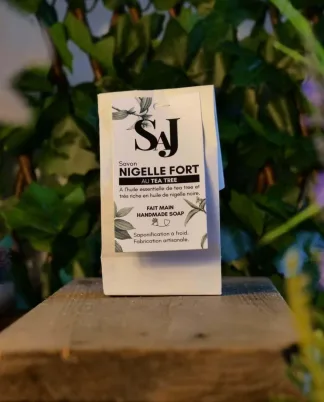 SAJ
Savon
NIGELLE FORT
AU TEA TREE
À l'huile essentielle de tea tree et
très riche en huile de nigelle noire.
FAIT MAIN
HANDMADE SOAP
Saponification à froid.
Fabrication artisanale.